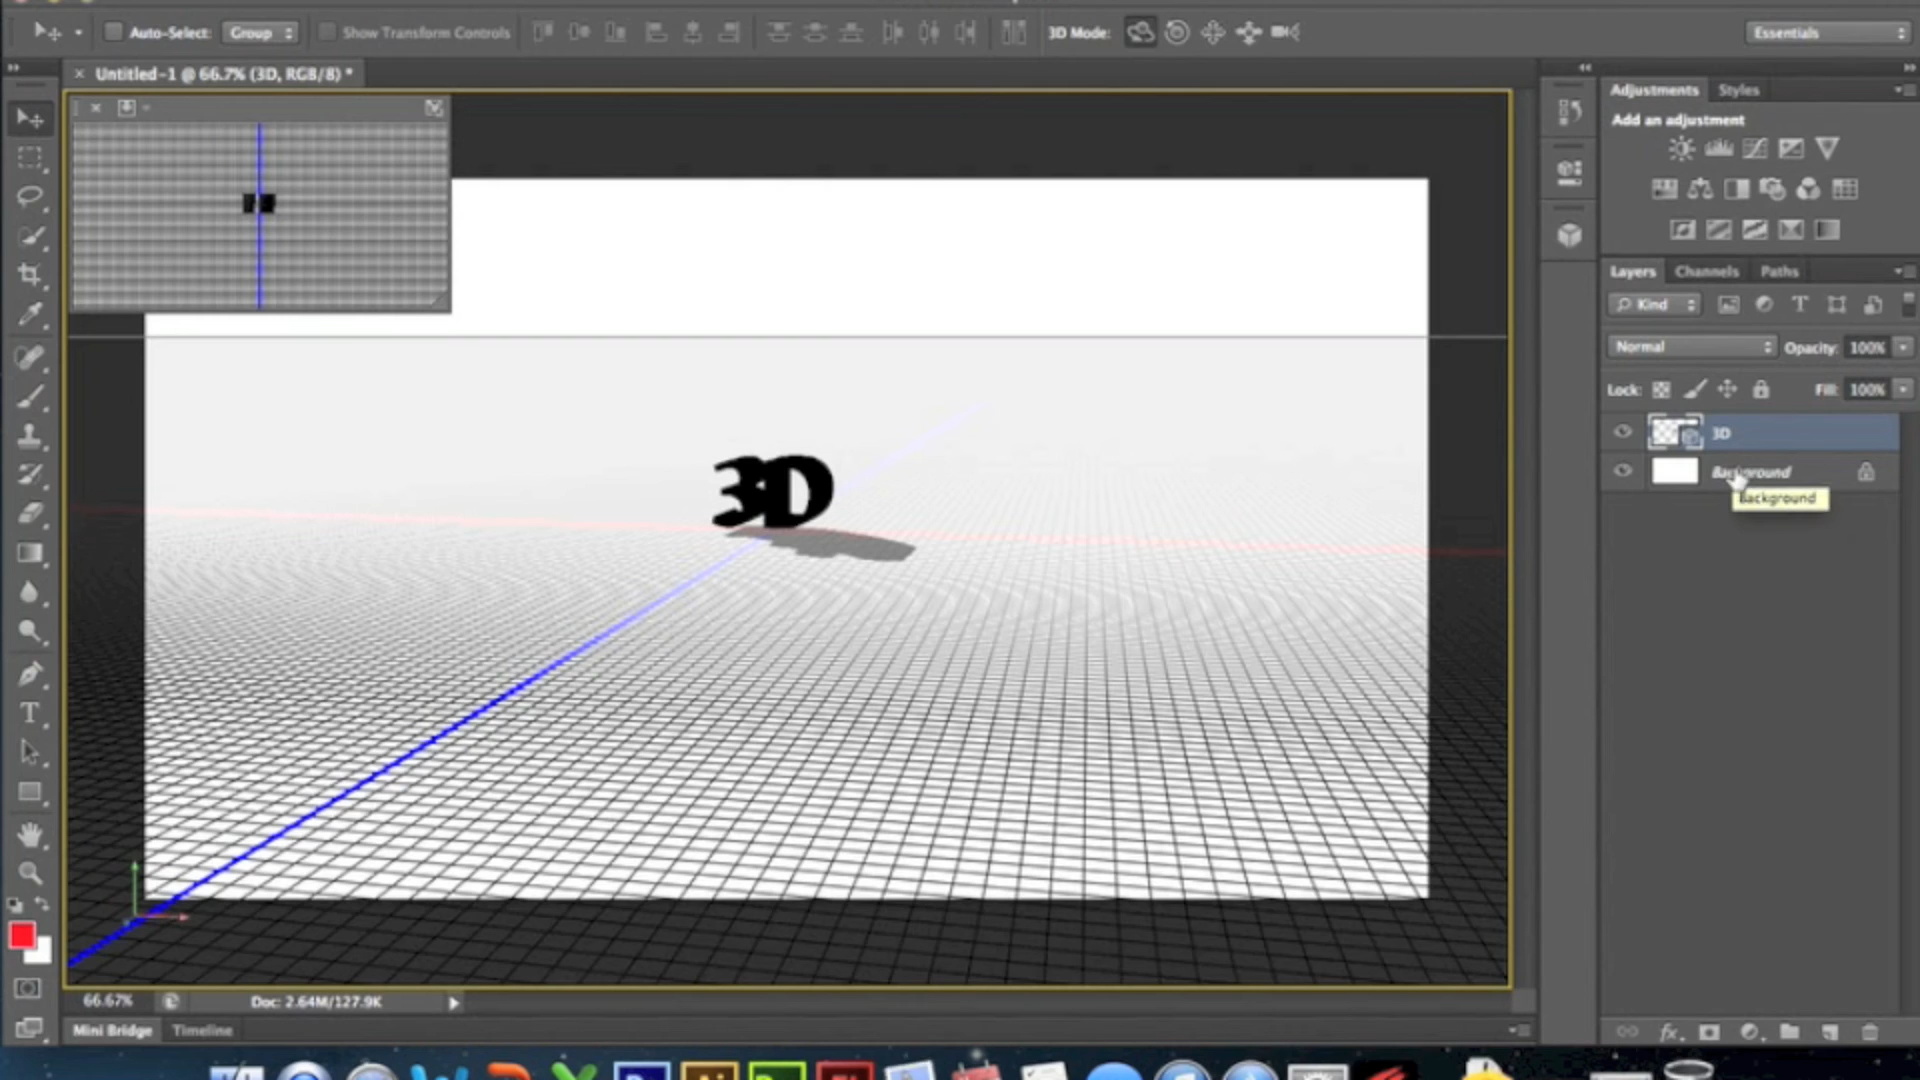 Auto-Select: Group Show Transform Controls 3D Mode: Essentials
Untitled-1 @ 66.7% (3D, RGB/8) *
Adjustments Styles
Add an adjustment
Layers Channels Paths
Kind
Normal Opacity: 100%
Lock: Fill: 100%
3D
Background
Background
3D
66.67% Doc: 2.64M/127.9K
Mini Bridge Timeline